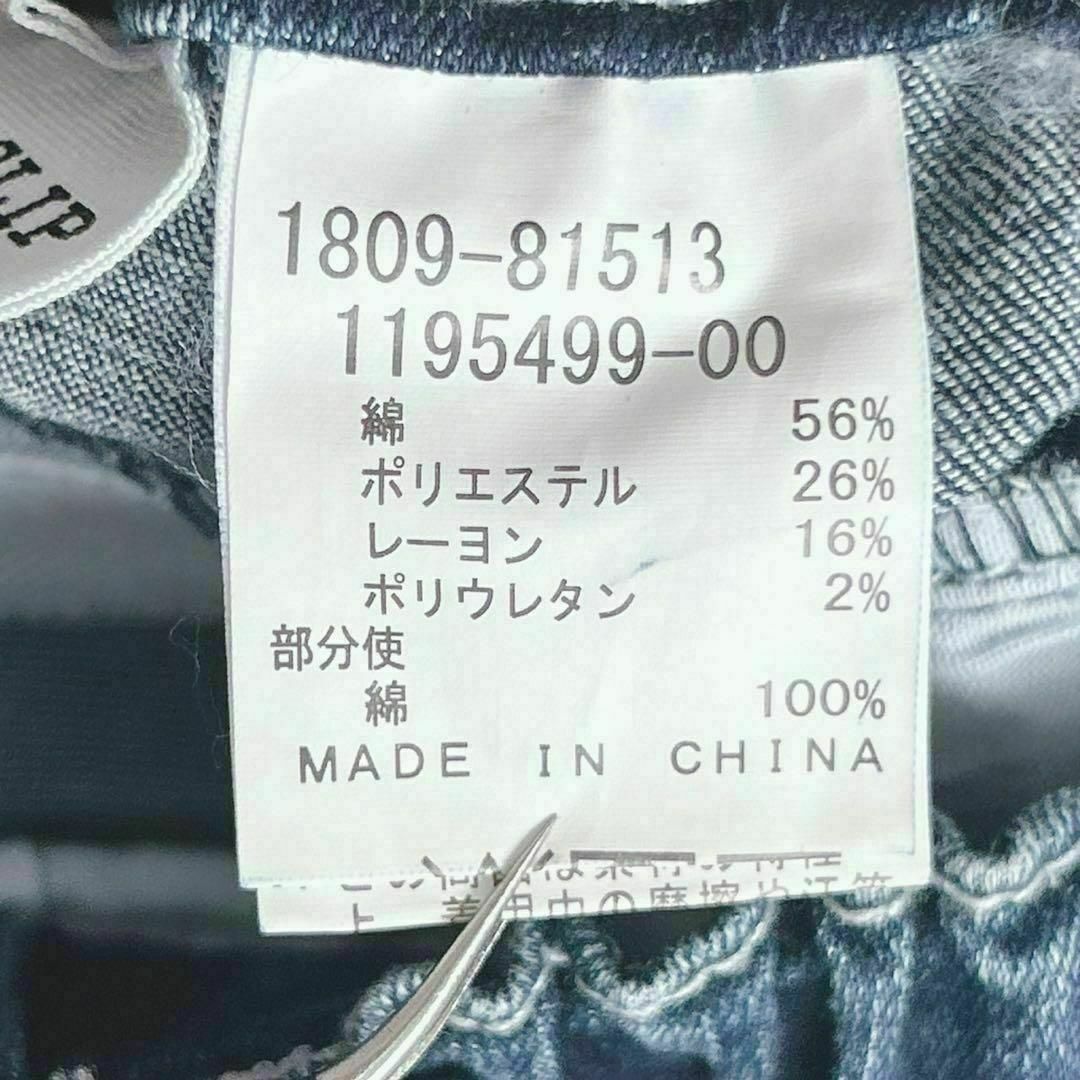 1809-81513
1195499-00
綿 56%
ポリエステル 26%
レーヨン 16%
ポリウレタン 2%
部分使
綿 100%
MADE IN CHINA